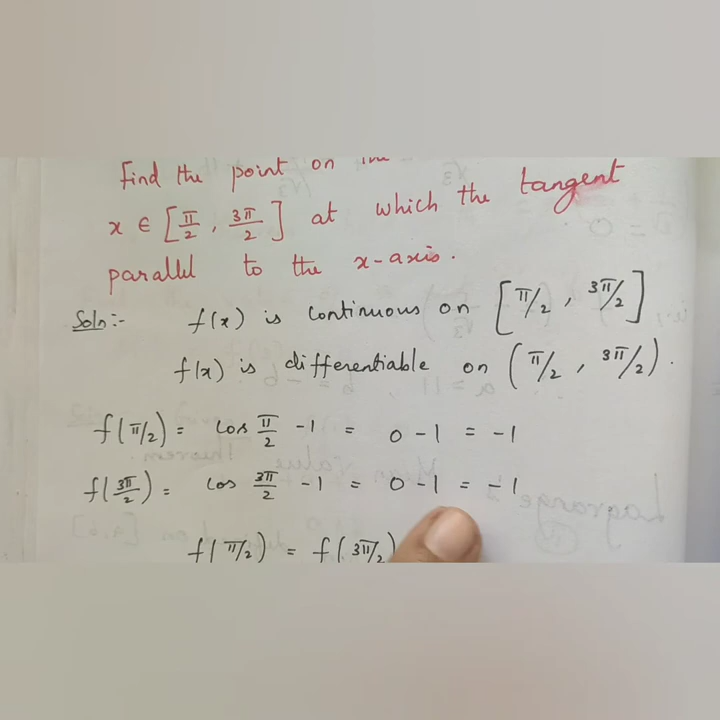 Find the point on
x ∈ [π/2, 3π/2] at which the tangent
parallel to the x-axis.
Soln:- f(x) is continuous on [π/2, 3π/2]
f(x) is differentiable on (π/2, 3π/2).
f(π/2) = cos π/2 -1 = 0 -1 = -1
f(3π/2) = cos 3π/2 -1 = 0 -1 = -1
f(π/2) = f(3π/2)